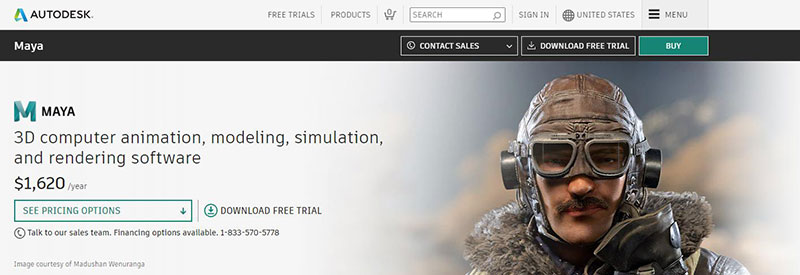 AUTODESK.
FREE TRIALS
PRODUCTS
0
SEARCH
SIGN IN
UNITED STATES
MENU
Maya
CONTACT SALES
DOWNLOAD FREE TRIAL
BUY
M MAYA
3D computer animation, modeling, simulation,
and rendering software
$1,620 /year
SEE PRICING OPTIONS
DOWNLOAD FREE TRIAL
Talk to our sales team. Financing options available. 1-833-570-5778
Image courtesy of Madushan Wenuranga